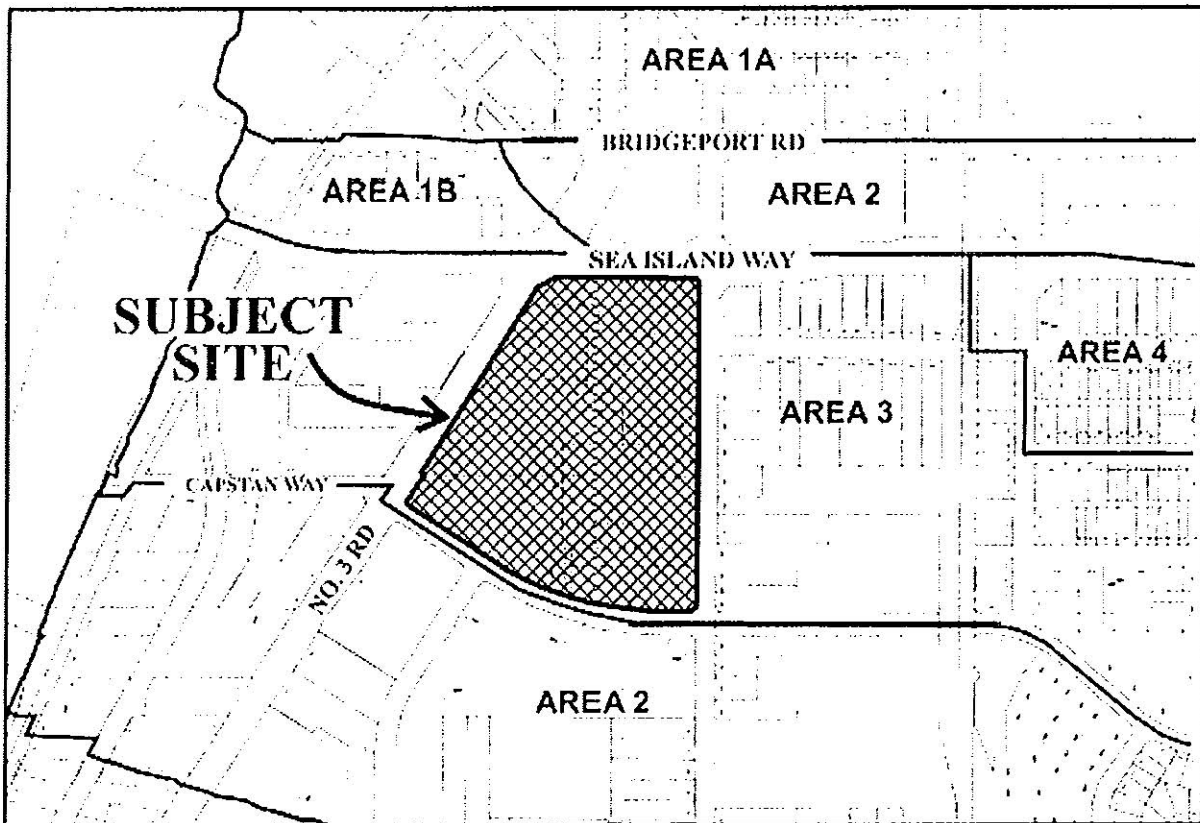 AREA 1A
BRIDGEPORT RD
AREA 1B
AREA 2
SEA ISLAND WAY
SUBJECT
SITE
AREA 4
AREA 3
CAPSTAN WAY
NO. 3 RD
AREA 2